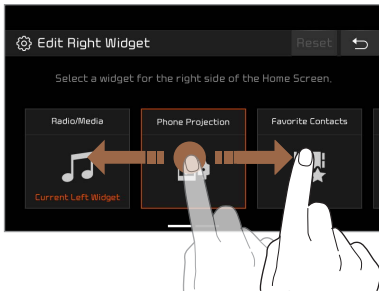 Edit Right Widget
Reset
Select a widget for the right side of the Home Screen.
Radio/Media
Phone Projection
Favorite Contacts
Current Left Widget